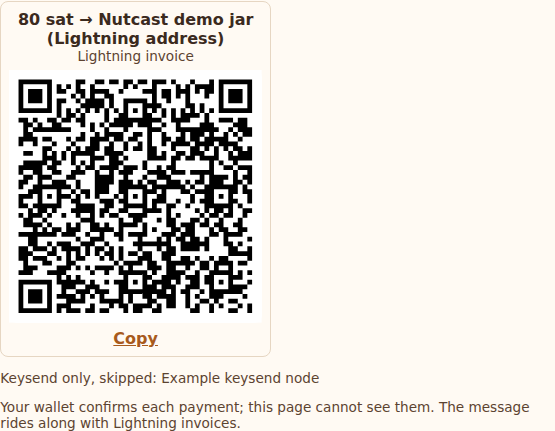 80 sat → Nutcast demo jar
(Lightning address)
Lightning invoice
Copy
Keysend only, skipped: Example keysend node
Your wallet confirms each payment; this page cannot see them. The message
rides along with Lightning invoices.